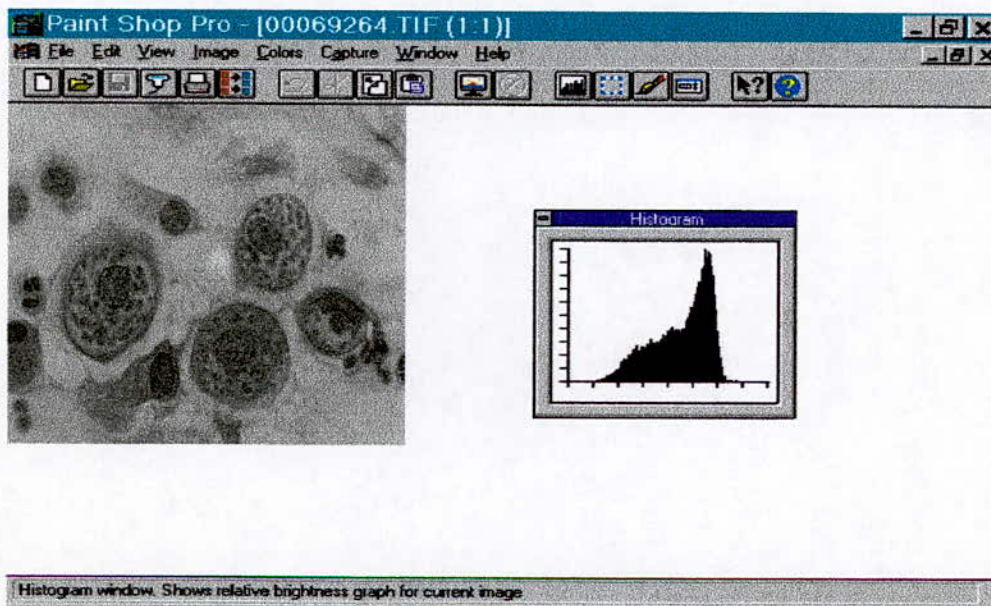 Paint Shop Pro - [00069264.TIF (1:1)]
File Edit View Image Colors Capture Window Help
Histogram
Histogram window. Shows relative brightness graph for current image